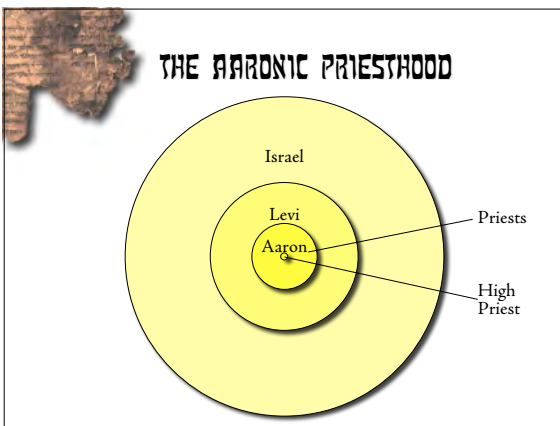 THE AARONIC PRIESTHOOD
Israel
Levi
Priests
Aaron
High
Priest